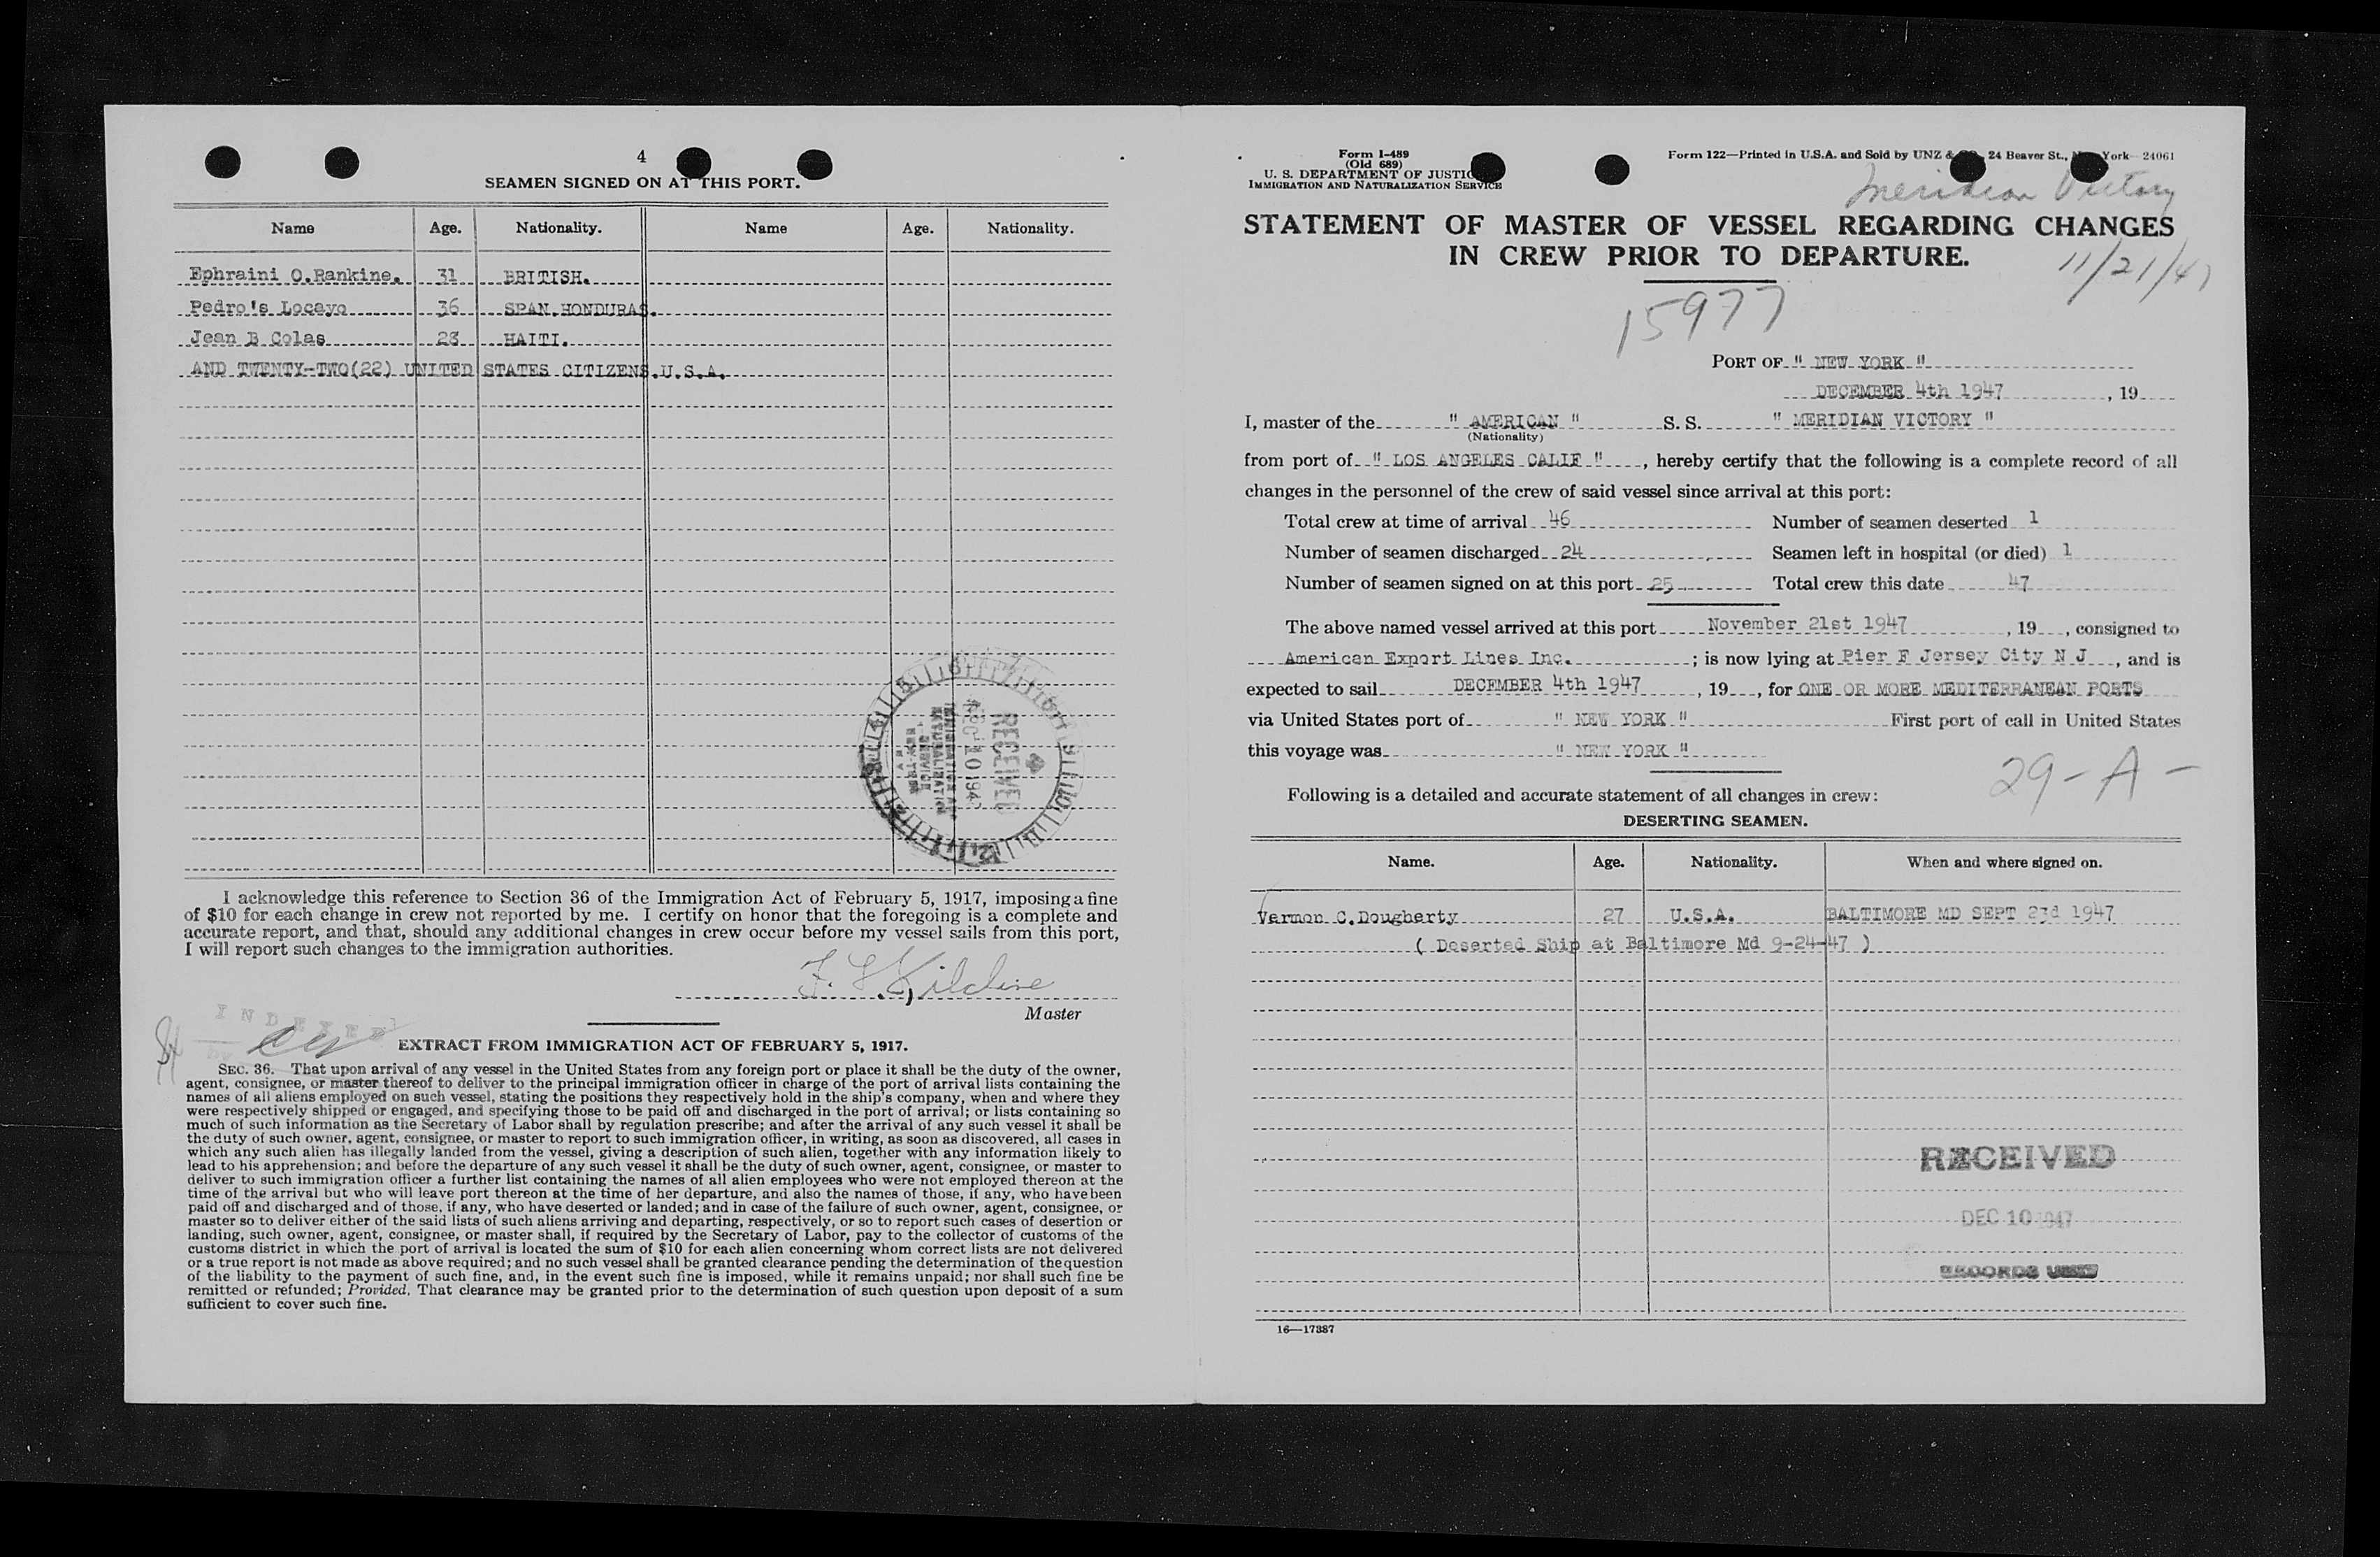 4
SEAMEN SIGNED ON AT THIS PORT.
Name Age. Nationality. Name Age. Nationality.
Ephraini O.Rankine. 31 BRITISH.
Pedro's Locayo 36 SPAN.HONDURAS.
Jean B Colas 28 HAITI.
AND TWENTY-TWO(22) UNITED STATES CITIZENS.U.S.A.
RECEIVED
I acknowledge this reference to Section 36 of the Immigration Act of February 5, 1917, imposing a fine
of $10 for each change in crew not reported by me. I certify on honor that the foregoing is a complete and
accurate report, and that, should any additional changes in crew occur before my vessel sails from this port,
I will report such changes to the immigration authorities.
Master
INDEXED
EXTRACT FROM IMMIGRATION ACT OF FEBRUARY 5, 1917.
SEC. 36. That upon arrival of any vessel in the United States from any foreign port or place it shall be the duty of the owner,
agent, consignee, or master thereof to deliver to the principal immigration officer in charge of the port of arrival lists containing the
names of all aliens employed on such vessel, stating the positions they respectively hold in the ship's company, when and where they
were respectively shipped or engaged, and specifying those to be paid off and discharged in the port of arrival; or lists containing so
much of such information as the Secretary of Labor shall by regulation prescribe; and after the arrival of any such vessel it shall be
the duty of such owner, agent, consignee, or master to report to such immigration officer, in writing, as soon as discovered, all cases in
which any such alien has illegally landed from the vessel, giving a description of such alien, together with any information likely to
lead to his apprehension; and before the departure of any such vessel it shall be the duty of such owner, agent, consignee, or master to
deliver to such immigration officer a further list containing the names of all alien employees who were not employed thereon at the
time of the arrival but who will leave port thereon at the time of her departure, and also the names of those, if any, who have been
paid off and discharged and of those, if any, who have deserted or landed; and in case of the failure of such owner, agent, consignee, or
master so to deliver either of the said lists of such aliens arriving and departing, respectively, or so to report such cases of desertion or
landing, such owner, agent, consignee, or master shall, if required by the Secretary of Labor, pay to the collector of customs of the
customs district in which the port of arrival is located the sum of $10 for each alien concerning whom correct lists are not delivered
or a true report is not made as above required; and no such vessel shall be granted clearance pending the determination of the question
of the liability to the payment of such fine, and, in the event such fine is imposed, while it remains unpaid; nor shall such fine be
remitted or refunded; Provided, That clearance may be granted prior to the determination of such question upon deposit of a sum
sufficient to cover such fine.
Form I-489
(Old 689)
U. S. DEPARTMENT OF JUSTIC
IMMIGRATION AND NATURALIZATION SERVICE
Form 122—Printed in U.S.A. and Sold by UNZ & 24 Beaver St., York—24061
Meridian Victory
STATEMENT OF MASTER OF VESSEL REGARDING CHANGES
IN CREW PRIOR TO DEPARTURE.
11/21/47
15977
PORT OF " NEW YORK "
DECEMBER 4th 1947, 19
I, master of the " AMERICAN " S. S. " MERIDIAN VICTORY "
(Nationality)
from port of " LOS ANGELES CALIF ", hereby certify that the following is a complete record of all
changes in the personnel of the crew of said vessel since arrival at this port:
Total crew at time of arrival 46 Number of seamen deserted 1
Number of seamen discharged 24 Seamen left in hospital (or died) 1
Number of seamen signed on at this port 25 Total crew this date 47
The above named vessel arrived at this port November 21st 1947, 19 , consigned to
American Export Lines Inc. ; is now lying at Pier F Jersey City N J , and is
expected to sail DECEMBER 4th 1947, 19 , for ONE OR MORE MEDITERRANEAN PORTS
via United States port of " NEW YORK " First port of call in United States
this voyage was " NEW YORK "
29-A-
Following is a detailed and accurate statement of all changes in crew:
DESERTING SEAMEN.
Name. Age. Nationality. When and where signed on.
Vermon C.Dougherty 27 U.S.A. BALTIMORE MD SEPT 23d 1947
( Deserted Ship at Baltimore Md 9-24-47 )
RECEIVED
DEC 10 1947
RECORDS UNIT
16—17387